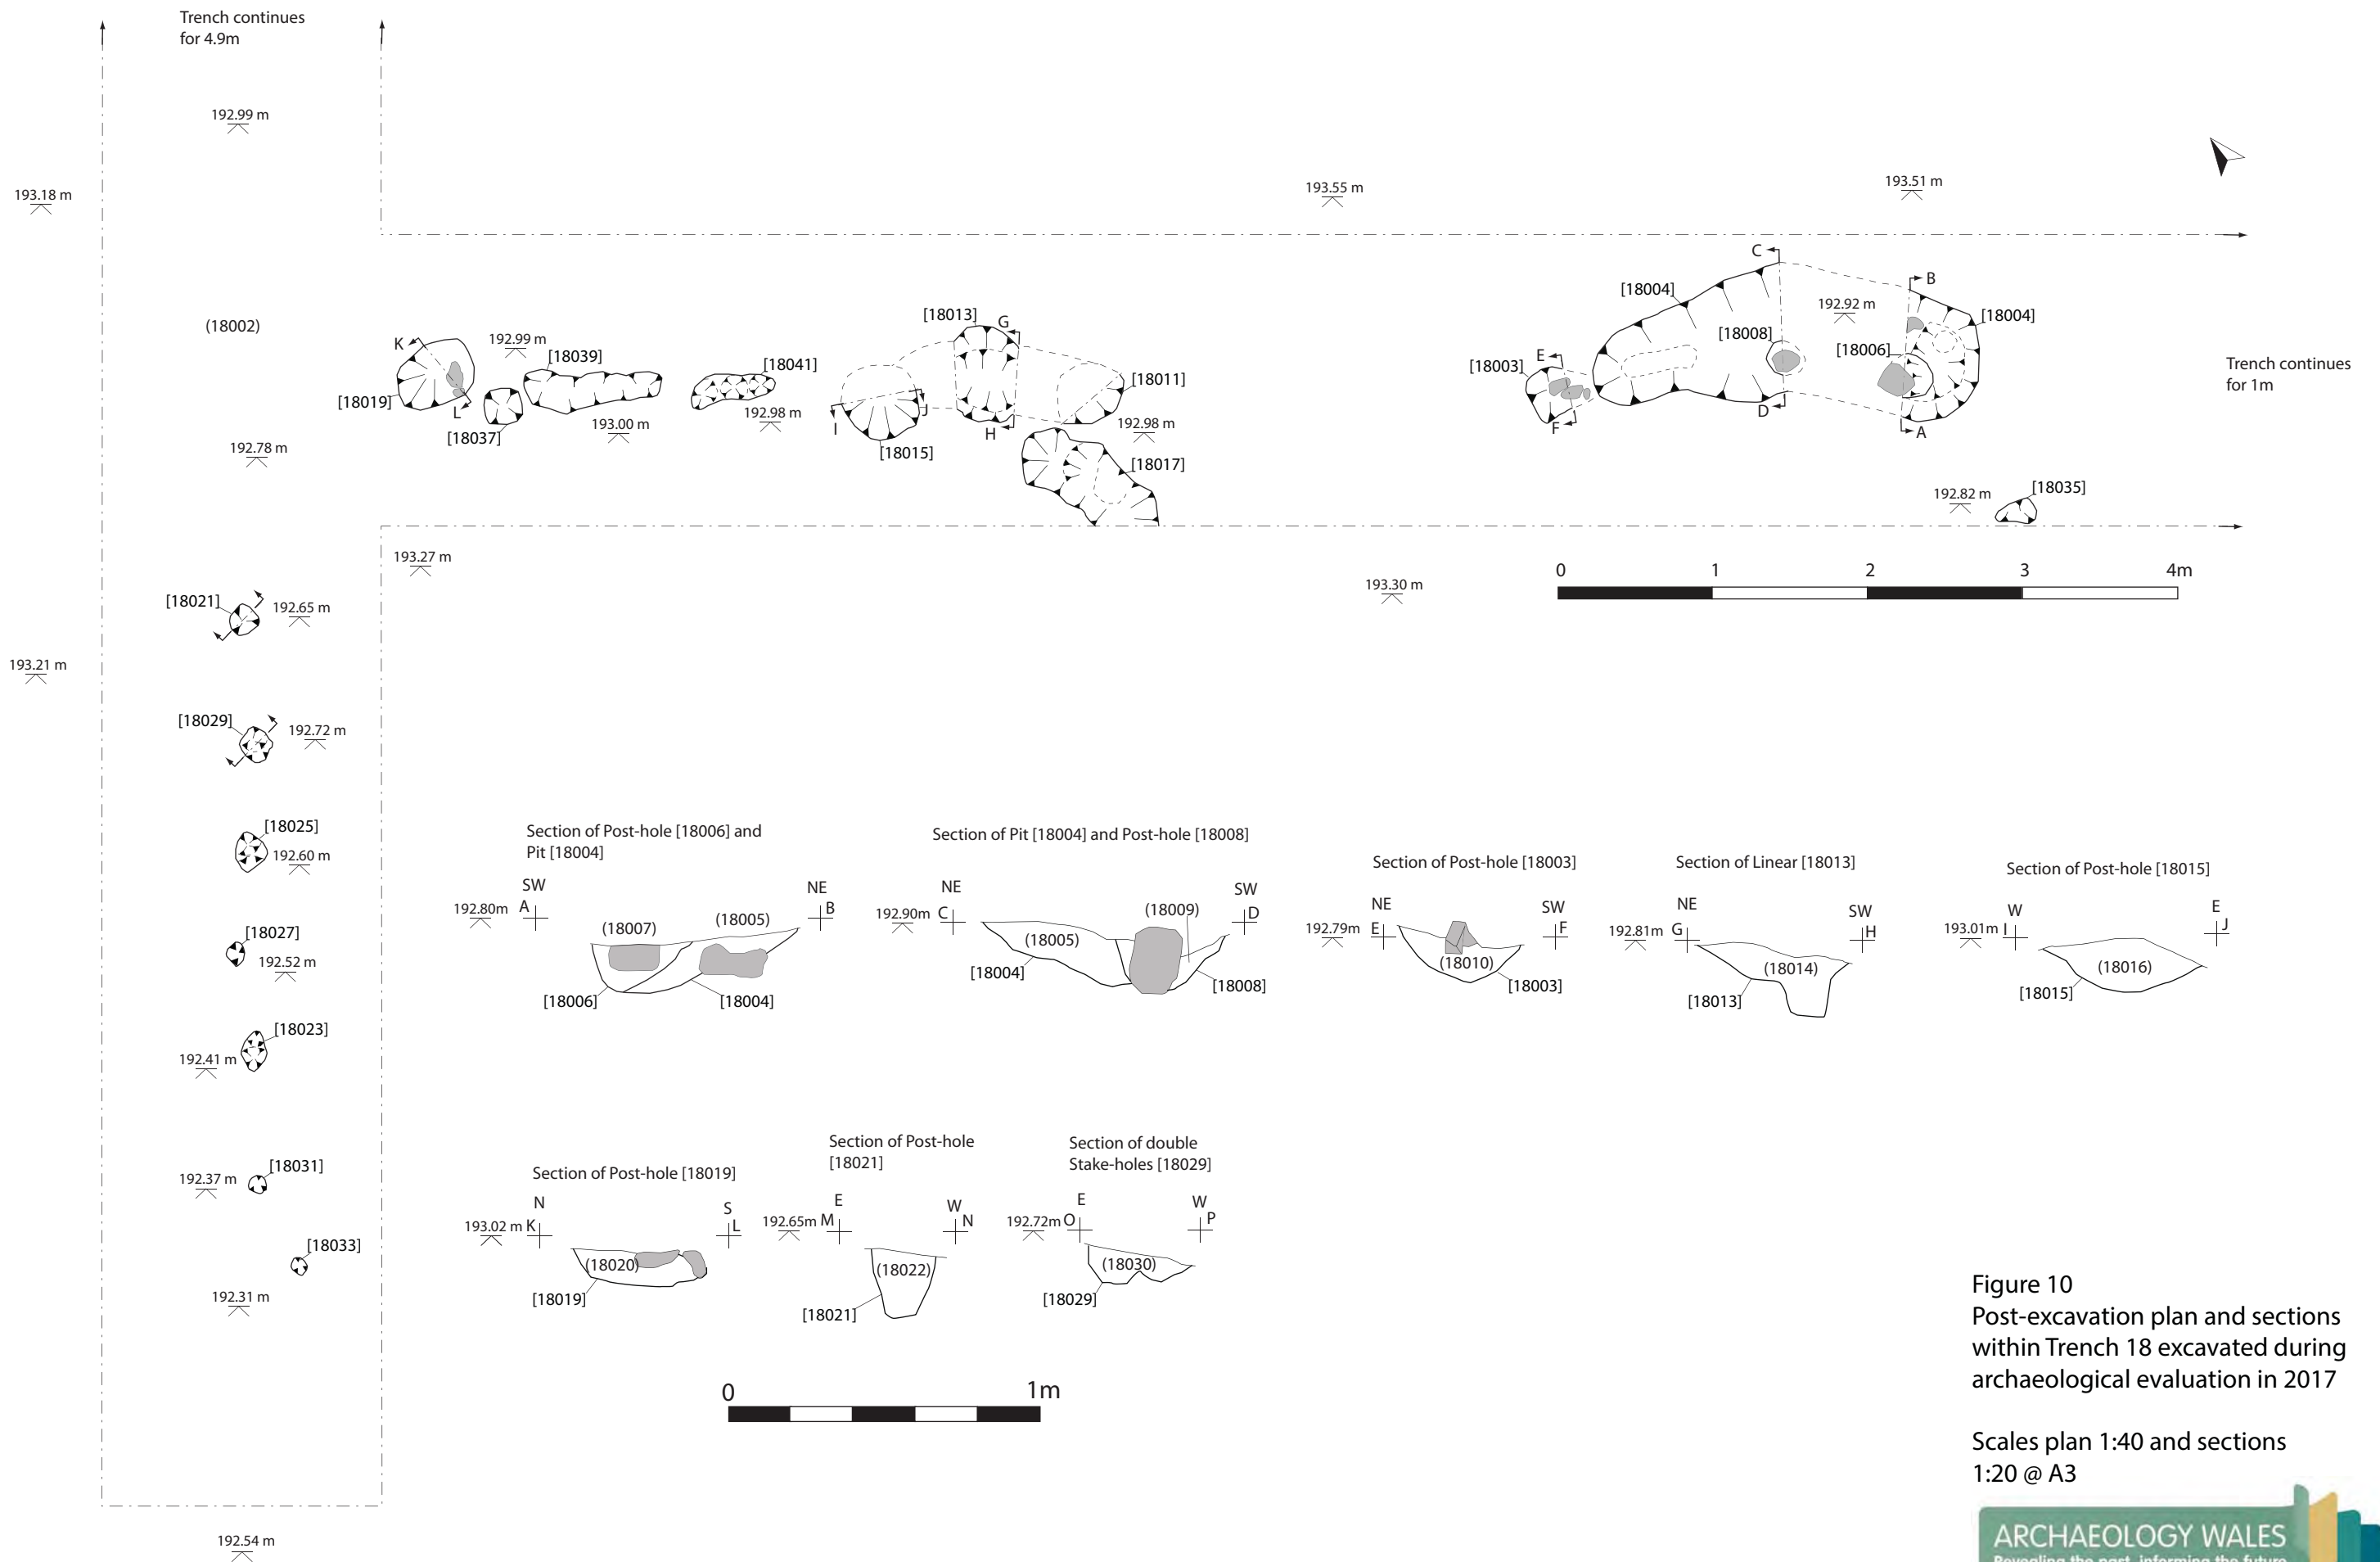 Trench continues
for 4.9m
192.99 m
193.18 m
193.55 m
193.51 m
C
B
[18004]
192.92 m
[18004]
(18002)
[18013]
G
[18008]
K
192.99 m
[18039]
[18041]
E
[18006]
[18003]
Trench continues
for 1m
[18011]
[18019]
L
192.98 m
J
D
[18037]
193.00 m
I
H
192.98 m
F
A
192.78 m
[18015]
[18017]
192.82 m
[18035]
193.27 m
193.30 m
0 1 2 3 4m
[18021]
192.65 m
193.21 m
[18029]
192.72 m
[18025]
192.60 m
[18027]
192.52 m
[18023]
192.41 m
[18031]
192.37 m
[18033]
192.31 m
192.54 m
Section of Post-hole [18006] and
Pit [18004]
SW
NE
192.80m
A
B
(18007)
(18005)
[18006]
[18004]
Section of Pit [18004] and Post-hole [18008]
NE
SW
192.90m
C
D
(18009)
(18005)
[18004]
[18008]
Section of Post-hole [18003]
NE
SW
192.79m
E
F
(18010)
[18003]
Section of Linear [18013]
NE
SW
192.81m
G
H
(18014)
[18013]
Section of Post-hole [18015]
W
E
193.01m
I
J
(18016)
[18015]
Section of Post-hole [18019]
N
S
193.02 m
K
L
(18020)
[18019]
Section of Post-hole
[18021]
E
W
192.65m
M
N
(18022)
[18021]
Section of double
Stake-holes [18029]
E
W
192.72m
O
P
(18030)
[18029]
0 1m
Figure 10
Post-excavation plan and sections
within Trench 18 excavated during
archaeological evaluation in 2017
Scales plan 1:40 and sections
1:20 @ A3
ARCHAEOLOGY WALES
Revealing the past, informing the future